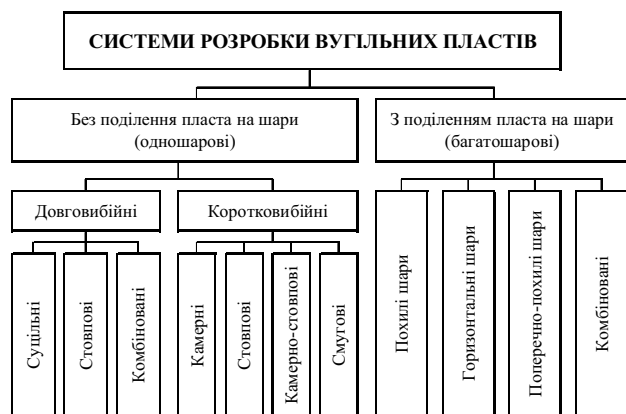 СИСТЕМИ РОЗРОБКИ ВУГІЛЬНИХ ПЛАСТІВ
Без поділення пласта на шари
(одношарові)
З поділенням пласта на шари
(багатошарові)
Довговибійні
Коротковибійні
Суцільні
Стовпові
Комбіновані
Камерні
Стовпові
Камерно-стовпові
Смугові
Похилі шари
Горизонтальні шари
Поперечно-похилі шари
Комбіновані